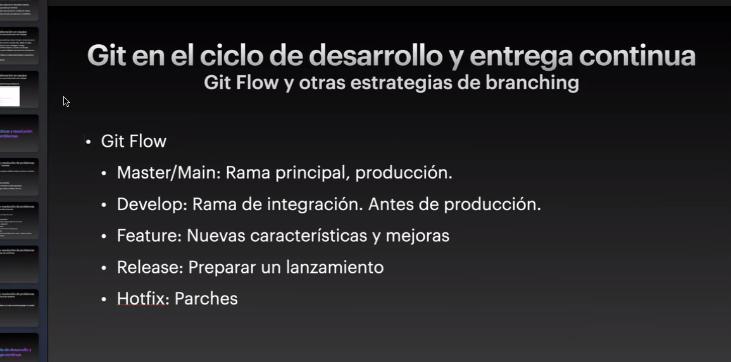 Git en el ciclo de desarrollo y entrega continua
Git Flow y otras estrategias de branching
• Git Flow
• Master/Main: Rama principal, producción.
• Develop: Rama de integración. Antes de producción.
• Feature: Nuevas características y mejoras
• Release: Preparar un lanzamiento
• Hotfix: Parches